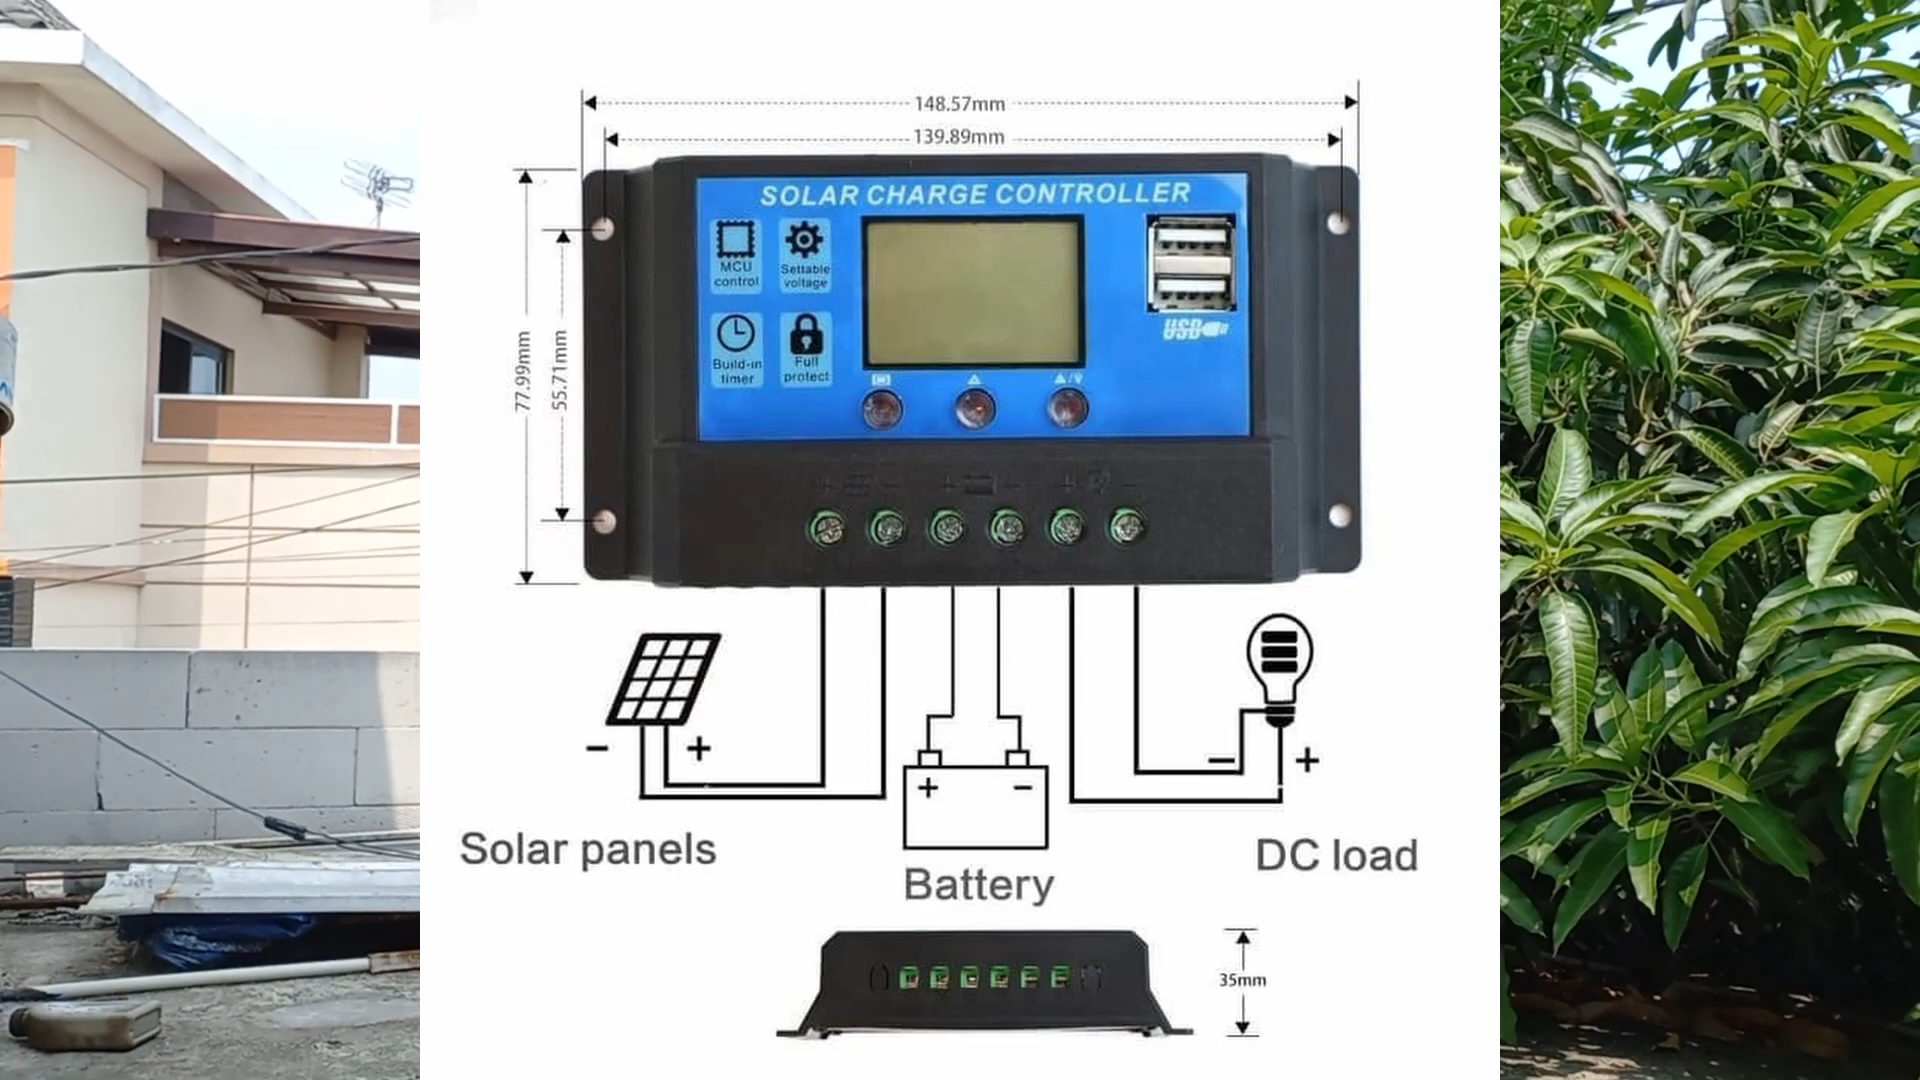 148.57mm
139.89mm
77.99mm
55.71mm
SOLAR CHARGE CONTROLLER
MCU
control
Settable
voltage
Build-in
timer
Full
protect
USB
+ -
+ -
+ -
- +
+ -
- +
Solar panels
Battery
DC load
35mm